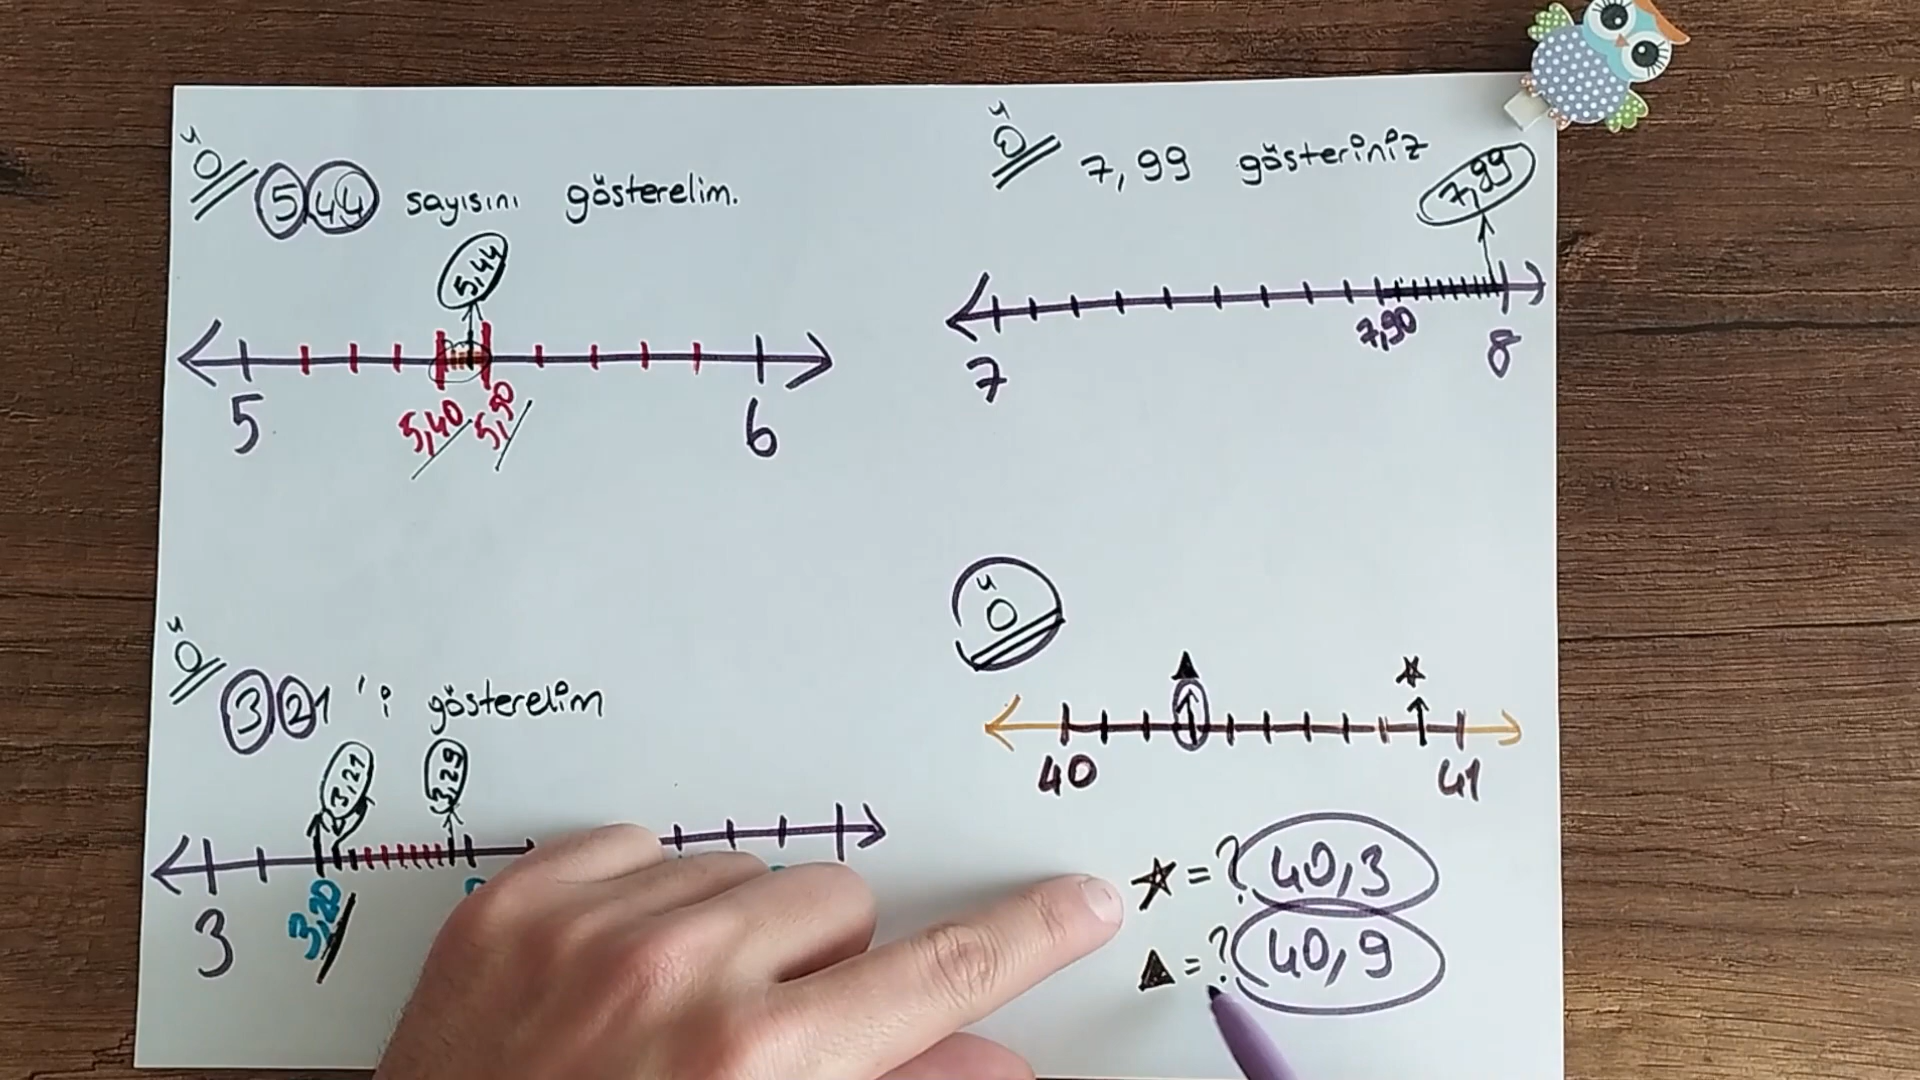 Ö 5,44 sayısını gösterelim.
5,44
5 6
5,40 5,50
Ö 7,99 gösteriniz
7,99
7,90
7 8
Ö 3,21'i gösterelim
3,21 3,29
3 3,20
Ö
40 41
= ? 40,3
= ? 40,9